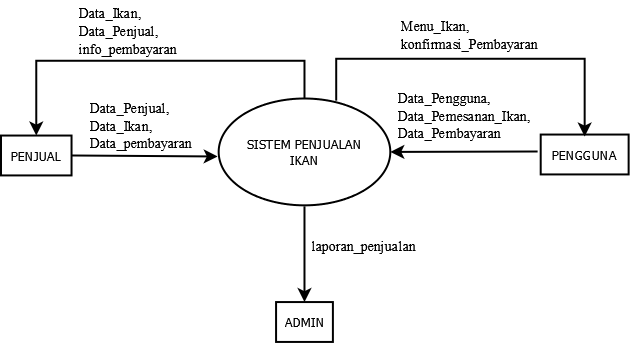 Data_Ikan,
Data_Penjual,
info_pembayaran
Menu_Ikan,
konfirmasi_Pembayaran
Data_Penjual,
Data_Ikan,
Data_pembayaran
Data_Pengguna,
Data_Pemesanan_Ikan,
Data_Pembayaran
PENJUAL
SISTEM PENJUALAN
IKAN
PENGGUNA
laporan_penjualan
ADMIN